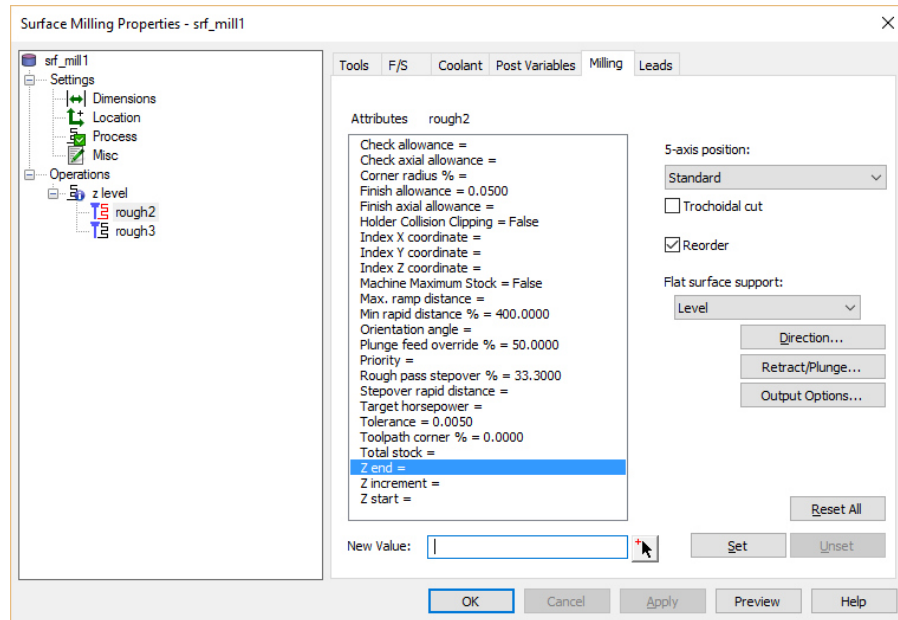 Surface Milling Properties - srf_mill1
srf_mill1
Settings
Dimensions
Location
Process
Misc
Operations
z level
rough2
rough3
Tools F/S Coolant Post Variables Milling Leads
Attributes rough2
Check allowance =
Check axial allowance =
Corner radius % =
Finish allowance = 0.0500
Finish axial allowance =
Holder Collision Clipping = False
Index X coordinate =
Index Y coordinate =
Index Z coordinate =
Machine Maximum Stock = False
Max. ramp distance =
Min rapid distance % = 400.0000
Orientation angle =
Plunge feed override % = 50.0000
Priority =
Rough pass stepover % = 33.3000
Stepover rapid distance =
Target horsepower =
Tolerance = 0.0050
Toolpath corner % = 0.0000
Total stock =
Z end =
Z increment =
Z start =
5-axis position:
Standard
Trochoidal cut
Reorder
Flat surface support:
Level
Direction...
Retract/Plunge...
Output Options...
Reset All
New Value:
Set Unset
OK Cancel Apply Preview Help